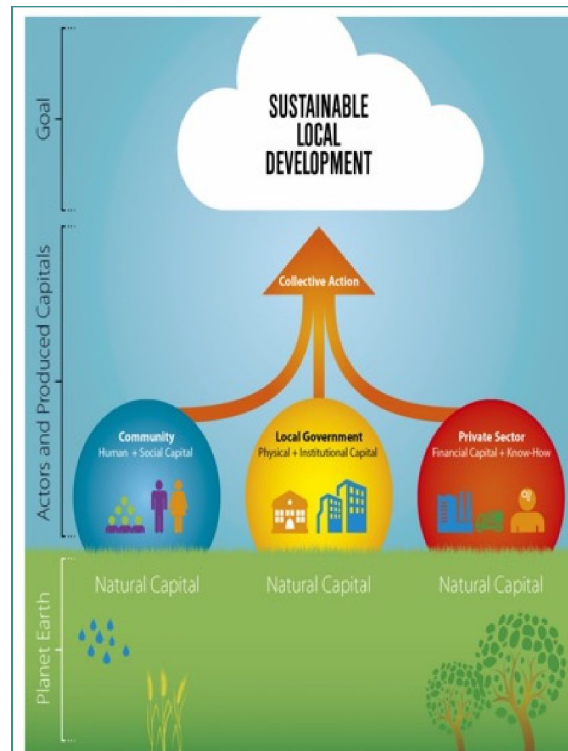 Goal
SUSTAINABLE
LOCAL
DEVELOPMENT
Actors and Produced Capitals
Collective Action
Community
Human + Social Capital
Local Government
Physical + Institutional Capital
Private Sector
Financial Capital + Know-How
Planet Earth
Natural Capital
Natural Capital
Natural Capital